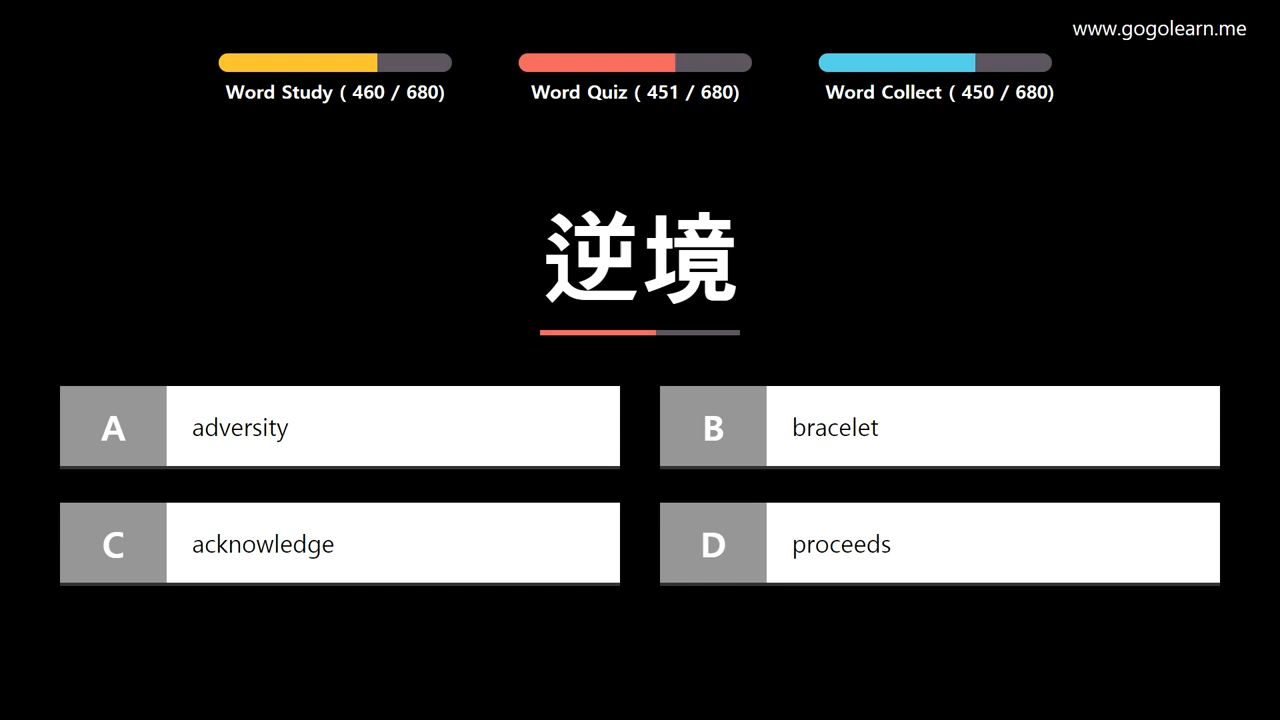 www.gogolearn.me
Word Study ( 460 / 680)
Word Quiz ( 451 / 680)
Word Collect ( 450 / 680)
逆境
A adversity
B bracelet
C acknowledge
D proceeds